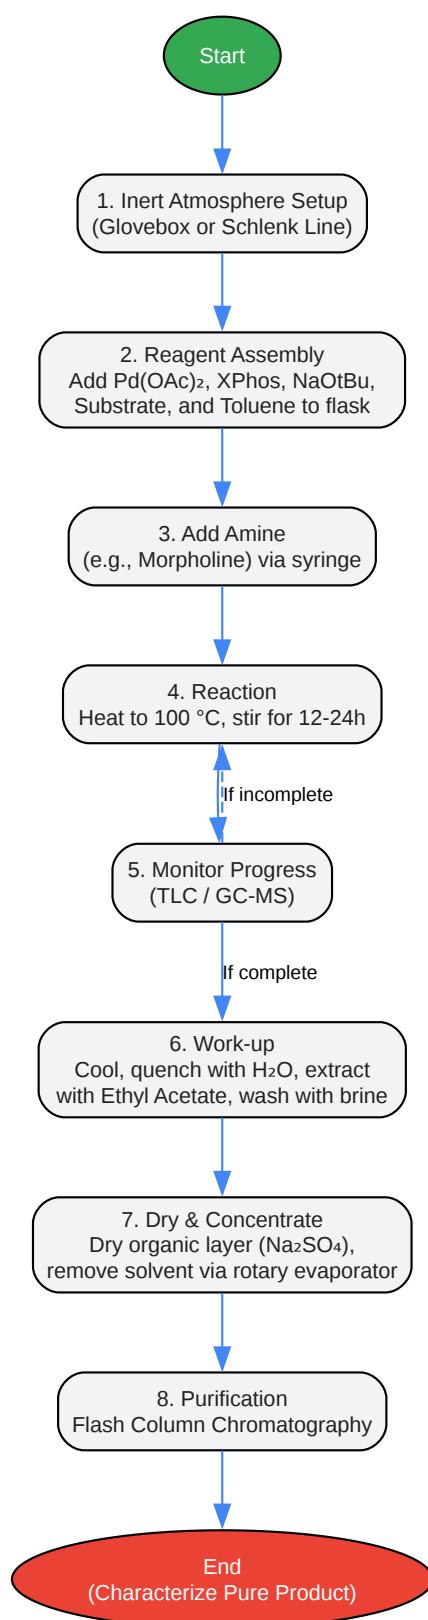 Start
1. Inert Atmosphere Setup
(Glovebox or Schlenk Line)
2. Reagent Assembly
Add Pd(OAc)₂, XPhos, NaOtBu,
Substrate, and Toluene to flask
3. Add Amine
(e.g., Morpholine) via syringe
4. Reaction
Heat to 100 °C, stir for 12-24h
If incomplete
5. Monitor Progress
(TLC / GC-MS)
If complete
6. Work-up
Cool, quench with H₂O, extract
with Ethyl Acetate, wash with brine
7. Dry & Concentrate
Dry organic layer (Na₂SO₄),
remove solvent via rotary evaporator
8. Purification
Flash Column Chromatography
End
(Characterize Pure Product)